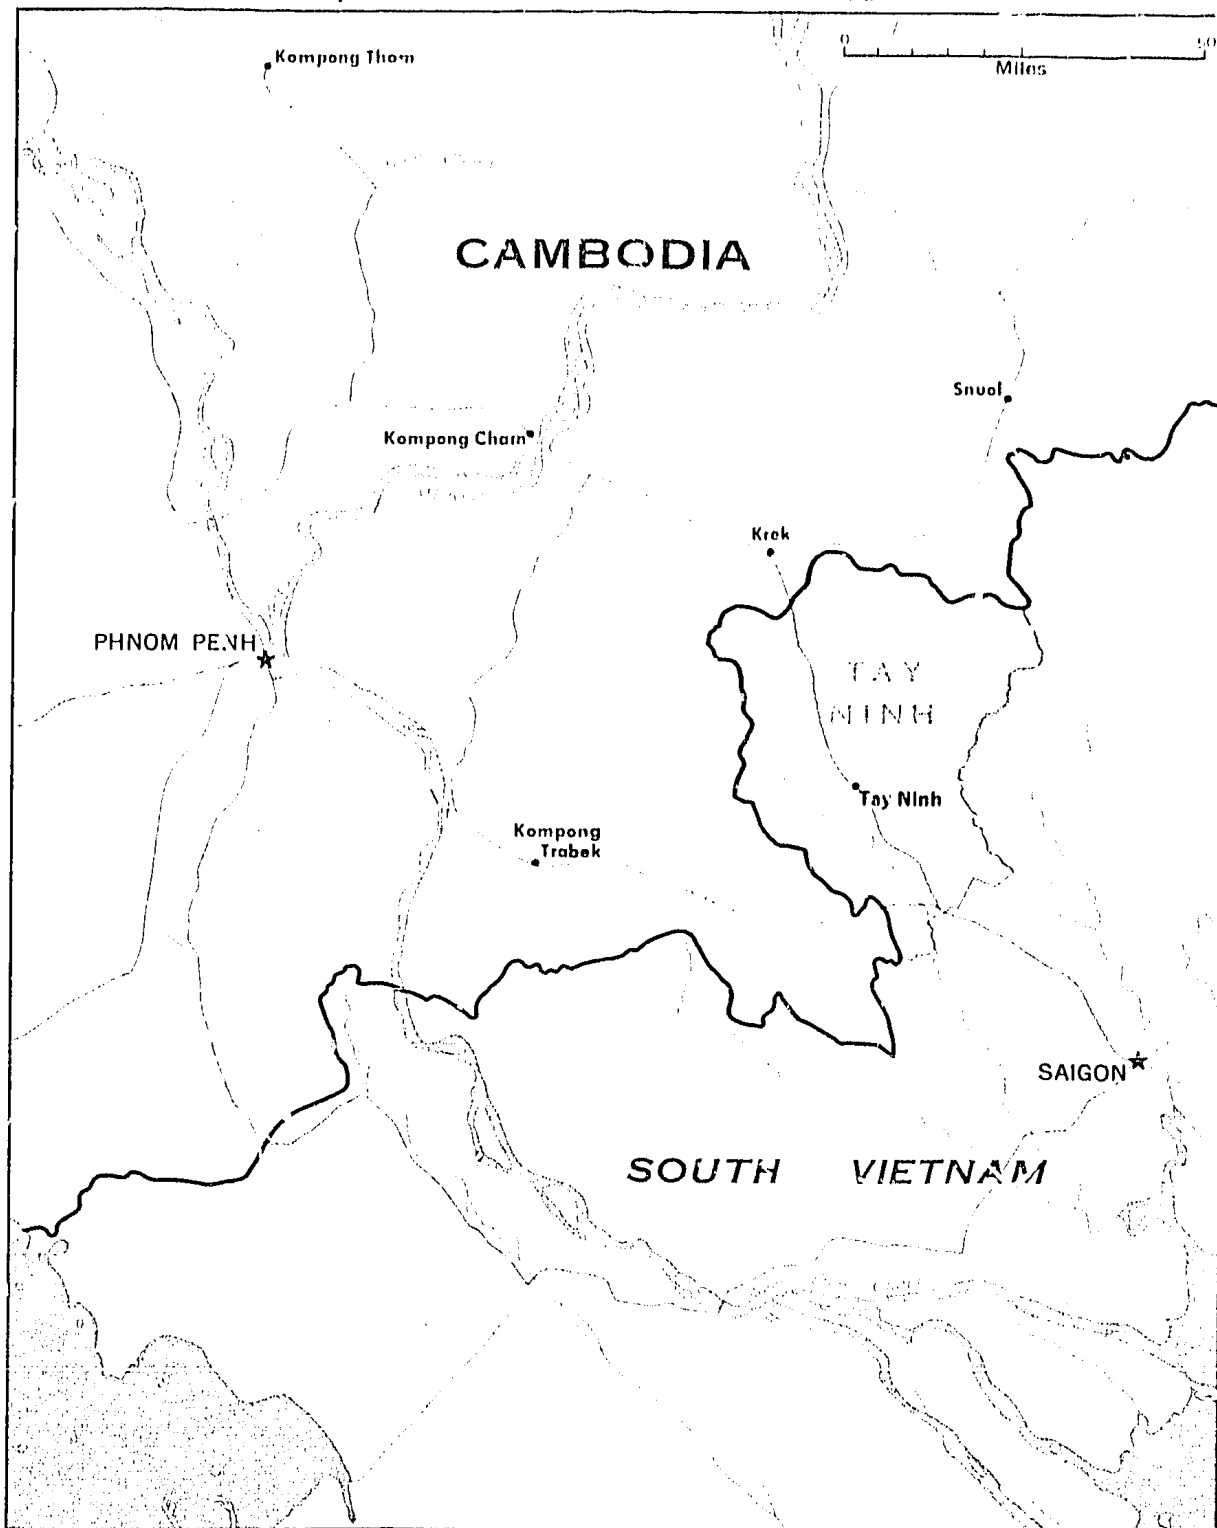 0 50
Miles
Kompong Thom
CAMBODIA
Snuol
Kompong Cham
Krek
PHNOM PENH
TAY
NINH
Tay Ninh
Kompong
Trabek
SAIGON
SOUTH VIETNAM